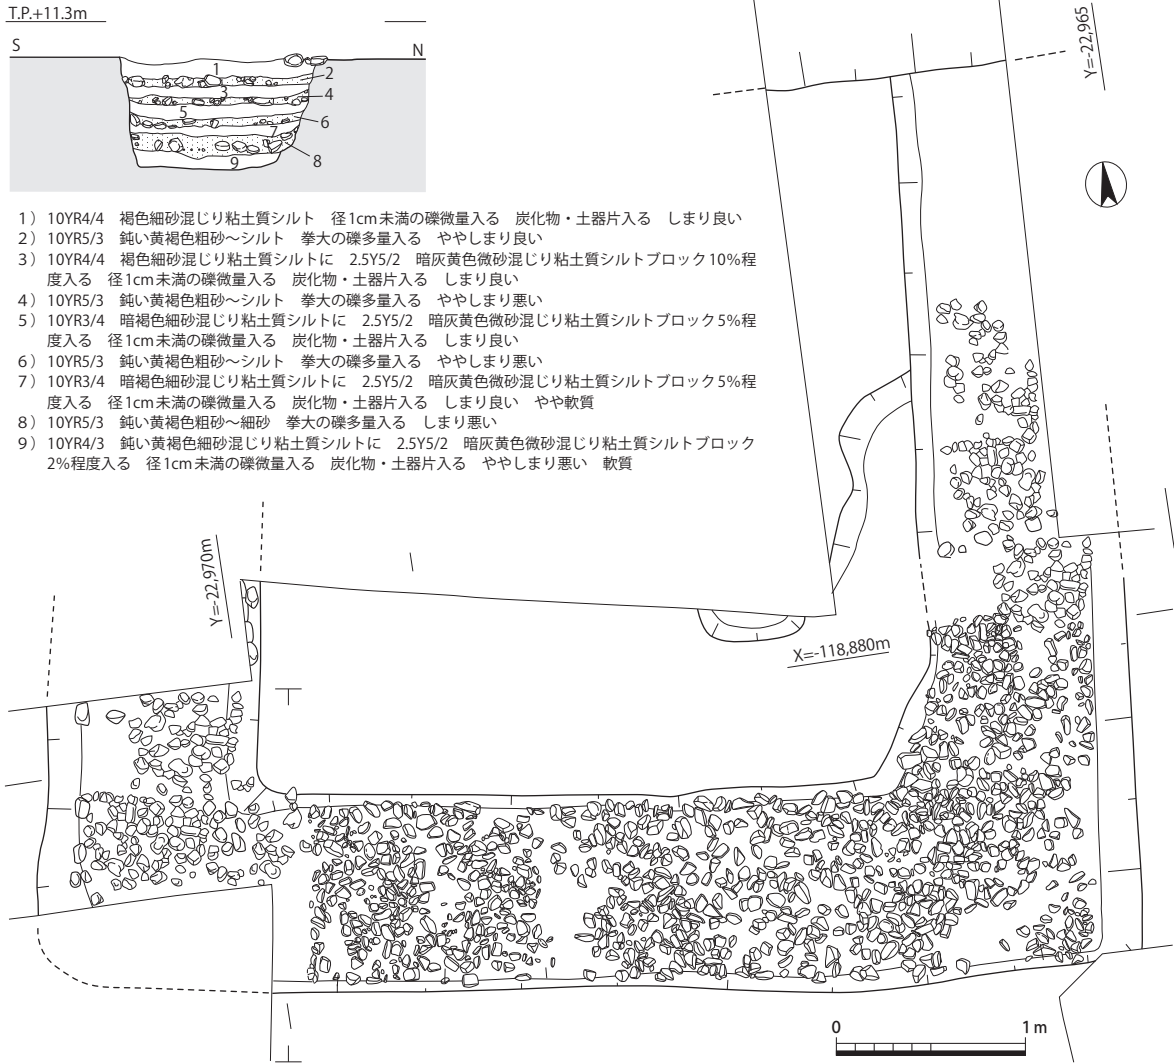 T.P.+11.3m
S
N
1
2
3
4
5
6
7
8
9
1） 10YR4/4　褐色細砂混じり粘土質シルト　径1cm未満の礫微量入る　炭化物・土器片入る　しまり良い
2） 10YR5/3　鈍い黄褐色粗砂～シルト　拳大の礫多量入る　ややしまり良い
3） 10YR4/4　褐色細砂混じり粘土質シルトに　2.5Y5/2　暗灰黄色微砂混じり粘土質シルトブロック10%程
度入る　径1cm未満の礫微量入る　炭化物・土器片入る　しまり良い
4） 10YR5/3　鈍い黄褐色粗砂～シルト　拳大の礫多量入る　ややしまり悪い
5） 10YR3/4　暗褐色細砂混じり粘土質シルトに　2.5Y5/2　暗灰黄色微砂混じり粘土質シルトブロック5%程
度入る　径1cm未満の礫微量入る　炭化物・土器片入る　しまり良い
6） 10YR5/3　鈍い黄褐色粗砂～シルト　拳大の礫多量入る　ややしまり悪い
7） 10YR3/4　暗褐色細砂混じり粘土質シルトに　2.5Y5/2　暗灰黄色微砂混じり粘土質シルトブロック5%程
度入る　径1cm未満の礫微量入る　炭化物・土器片入る　しまり良い　やや軟質
8） 10YR5/3　鈍い黄褐色粗砂～細砂　拳大の礫多量入る　しまり悪い
9） 10YR4/3　鈍い黄褐色細砂混じり粘土質シルトに　2.5Y5/2　暗灰黄色微砂混じり粘土質シルトブロック
2%程度入る　径1cm未満の礫微量入る　炭化物・土器片入る　ややしまり悪い　軟質
Y=-22,965
Y=-22,970m
X=-118,880m
0
1 m